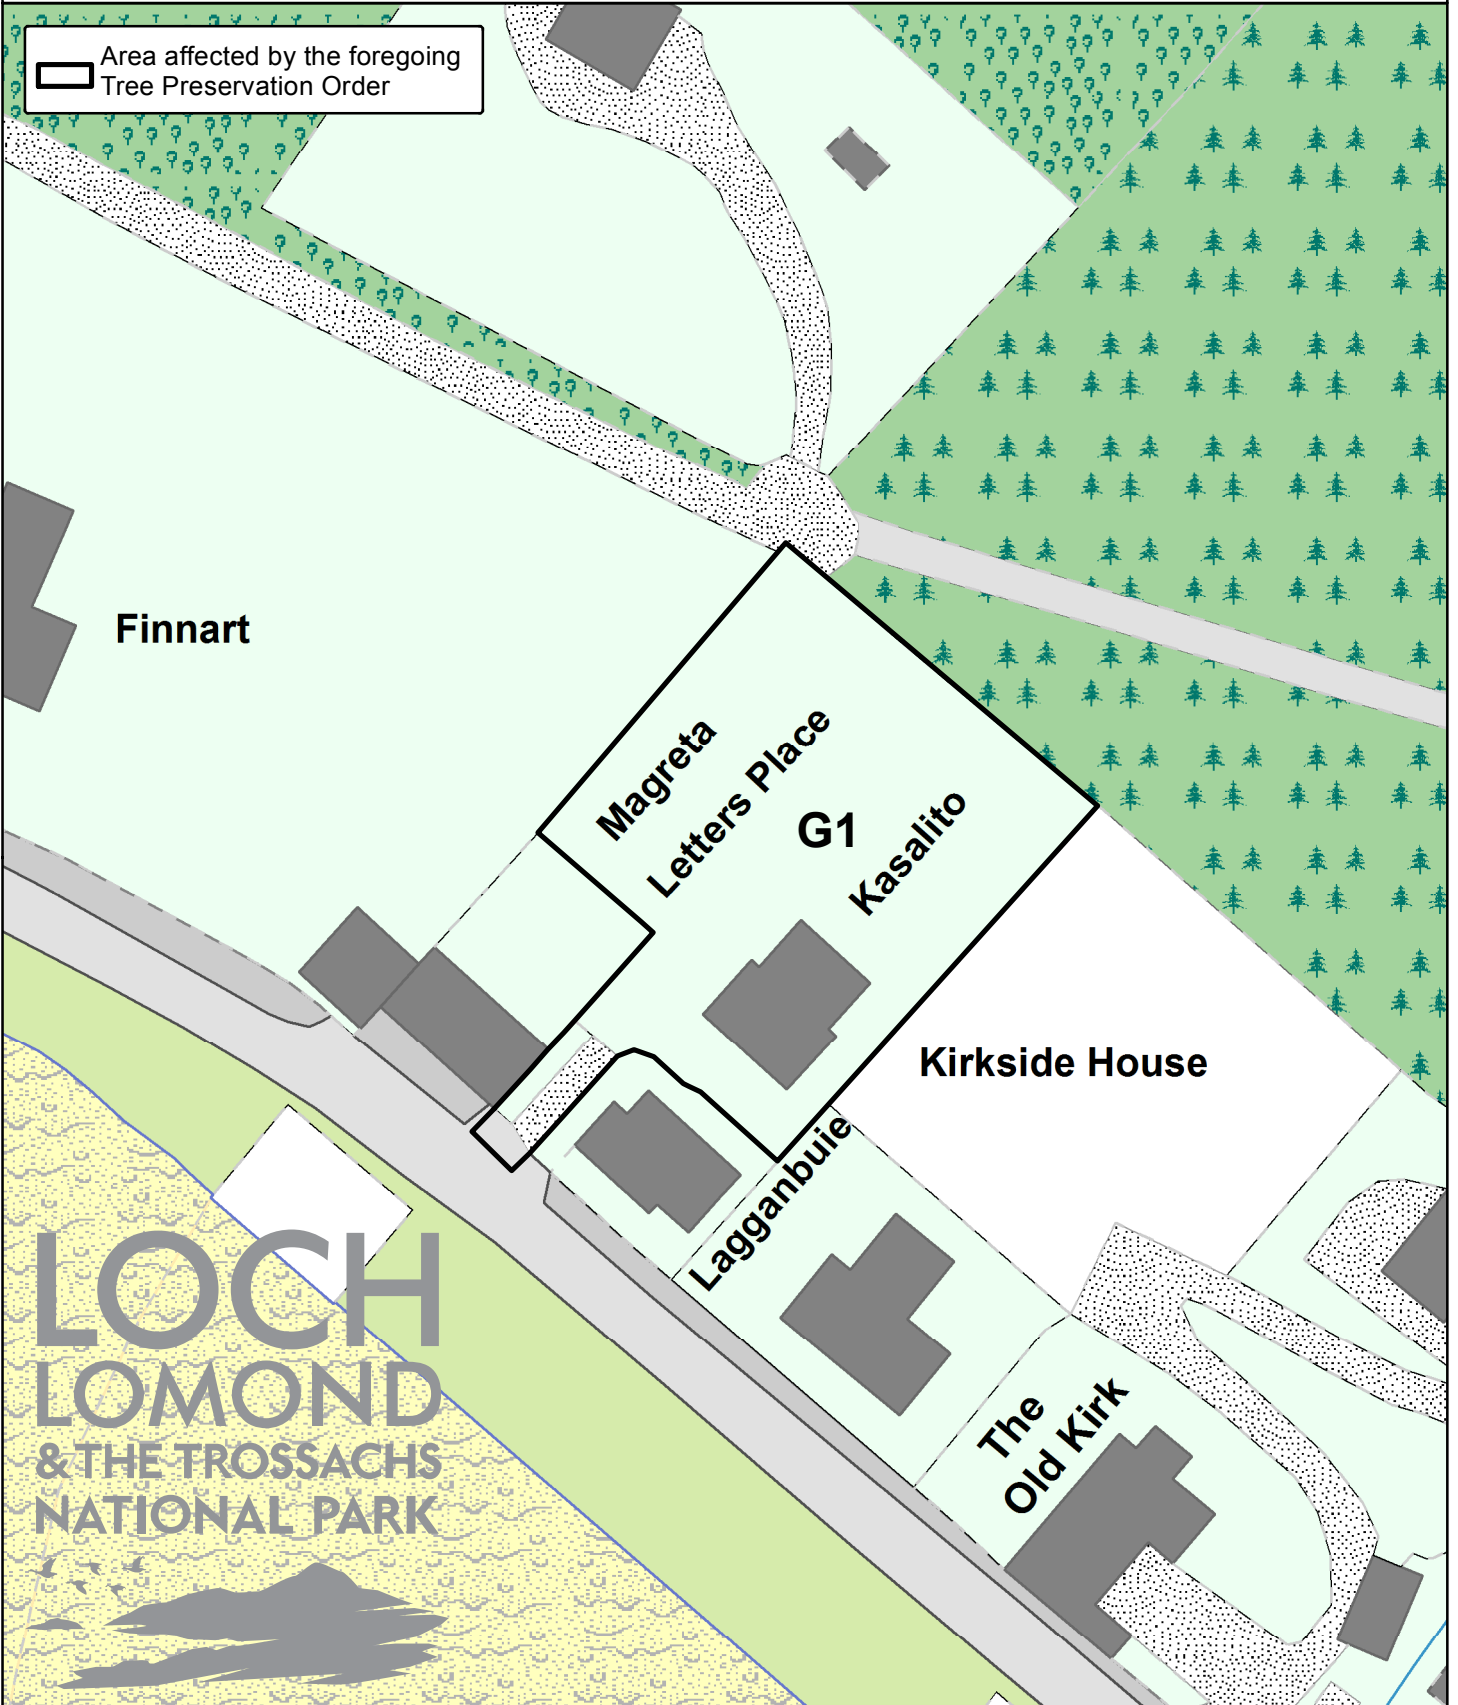 Area affected by the foregoing
Tree Preservation Order
Finnart
Magreta
Letters Place
G1
Kasalito
Kirkside House
Lagganbuie
The
Old Kirk
LOCH
LOMOND
& THE TROSSACHS
NATIONAL PARK